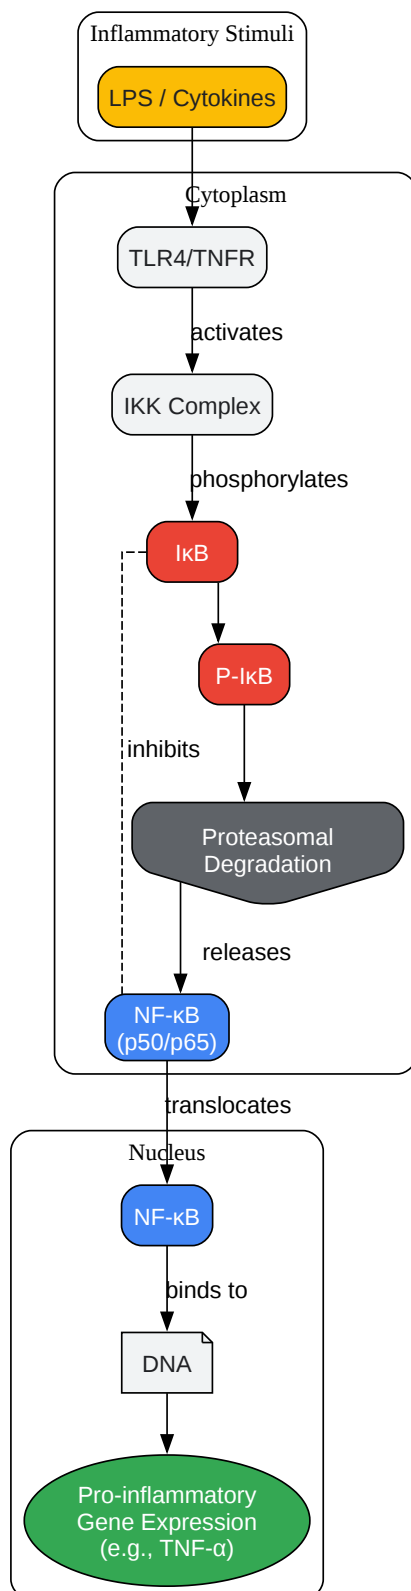 Inflammatory Stimuli
LPS / Cytokines
Cytoplasm
TLR4/TNFR
activates
IKK Complex
phosphorylates
IκB
P-IκB
inhibits
Proteasomal
Degradation
releases
NF-κB
(p50/p65)
translocates
Nucleus
NF-κB
binds to
DNA
Pro-inflammatory
Gene Expression
(e.g., TNF-α)